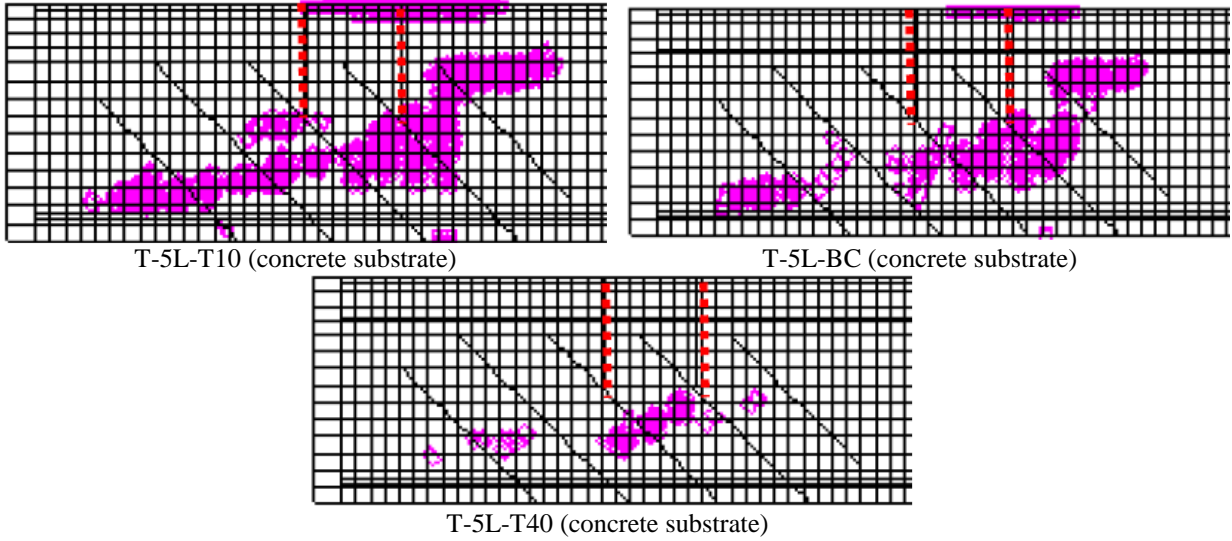 T-5L-T10 (concrete substrate)
T-5L-BC (concrete substrate)
T-5L-T40 (concrete substrate)